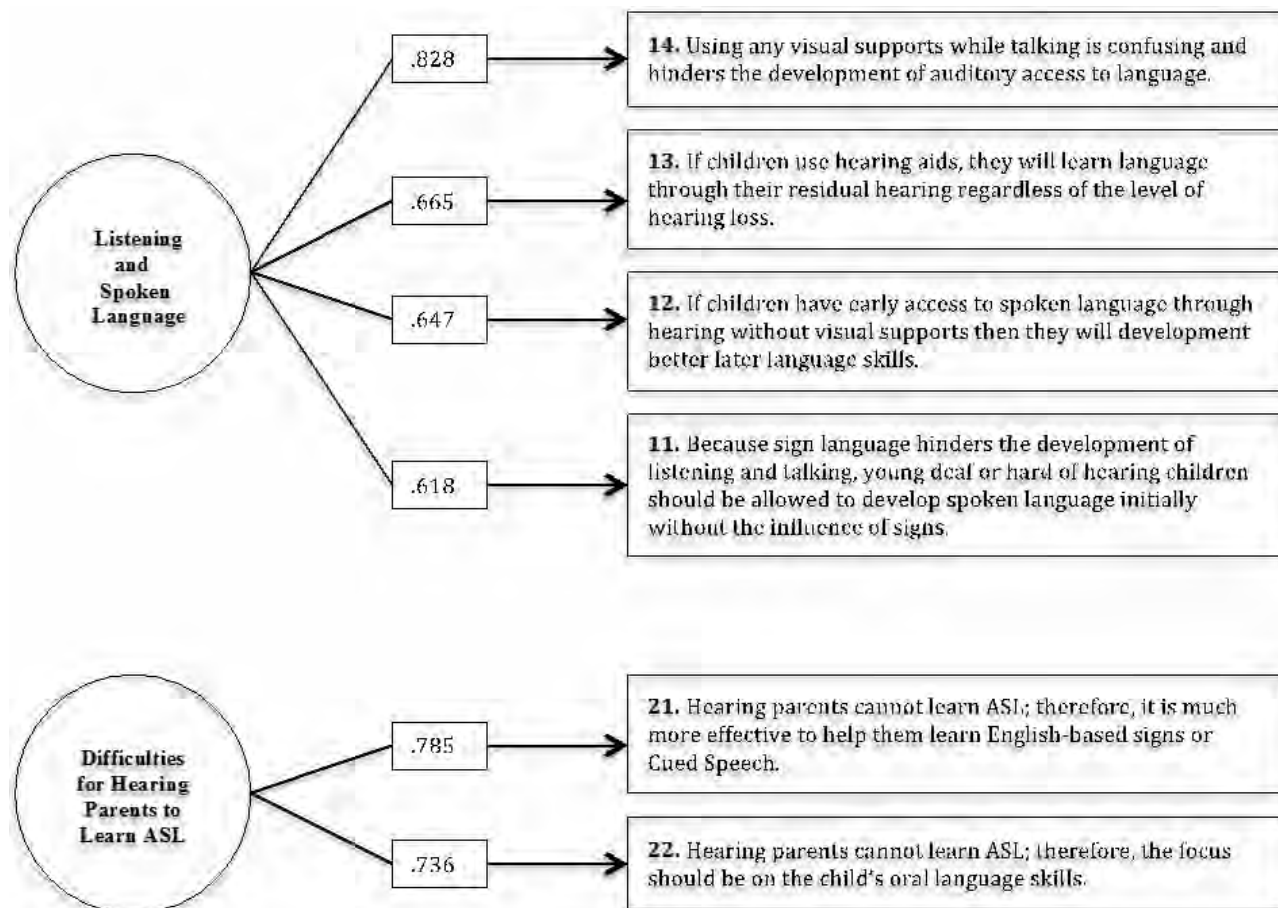 .828
14. Using any visual supports while talking is confusing and
hinders the development of auditory access to language.
.665
13. If children use hearing aids, they will learn language
through their residual hearing regardless of the level of
hearing loss.
Listening
and
Spoken
Language
.647
12. If children have early access to spoken language through
hearing without visual supports then they will development
better later language skills.
.618
11. Because sign language hinders the development of
listening and talking, young deaf or hard of hearing children
should be allowed to develop spoken language initially
without the influence of signs.
.785
21. Hearing parents cannot learn ASL; therefore, it is much
more effective to help them learn English-based signs or
Cued Speech.
Difficulties
for Hearing
Parents to
Learn ASL
.736
22. Hearing parents cannot learn ASL; therefore, the focus
should be on the child's oral language skills.